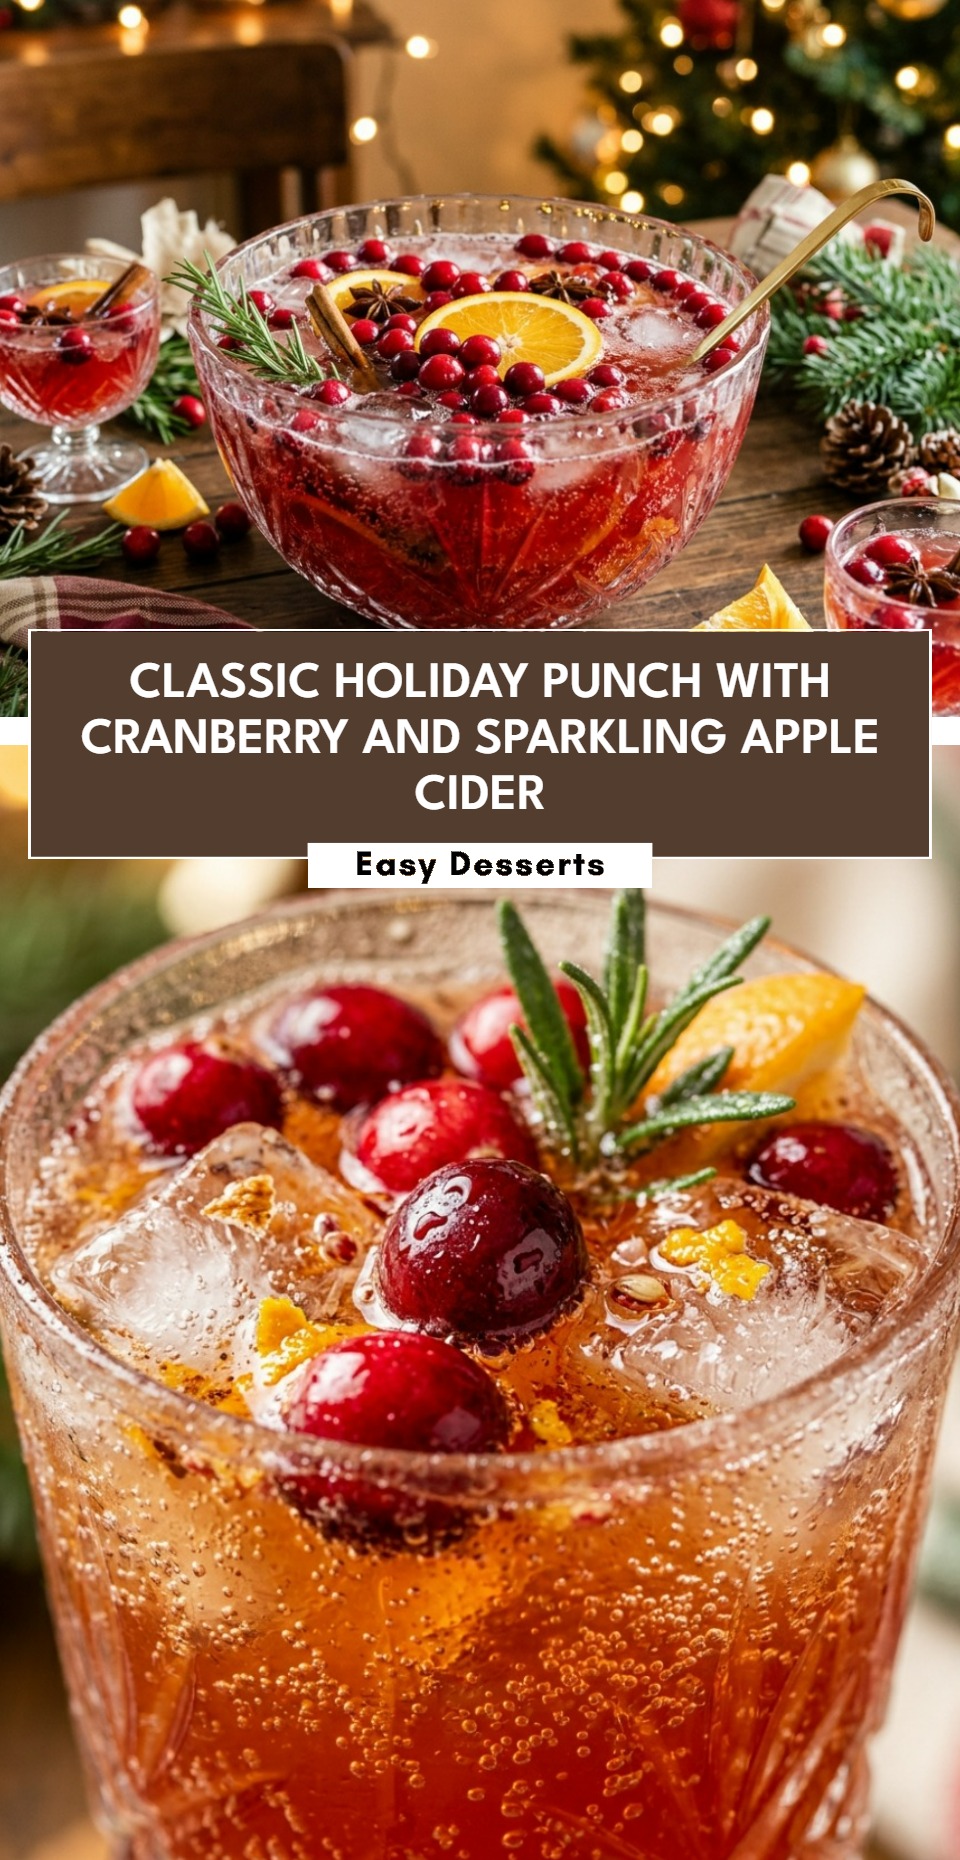 CLASSIC HOLIDAY PUNCH WITH
CRANBERRY AND SPARKLING APPLE
CIDER
Easy Desserts